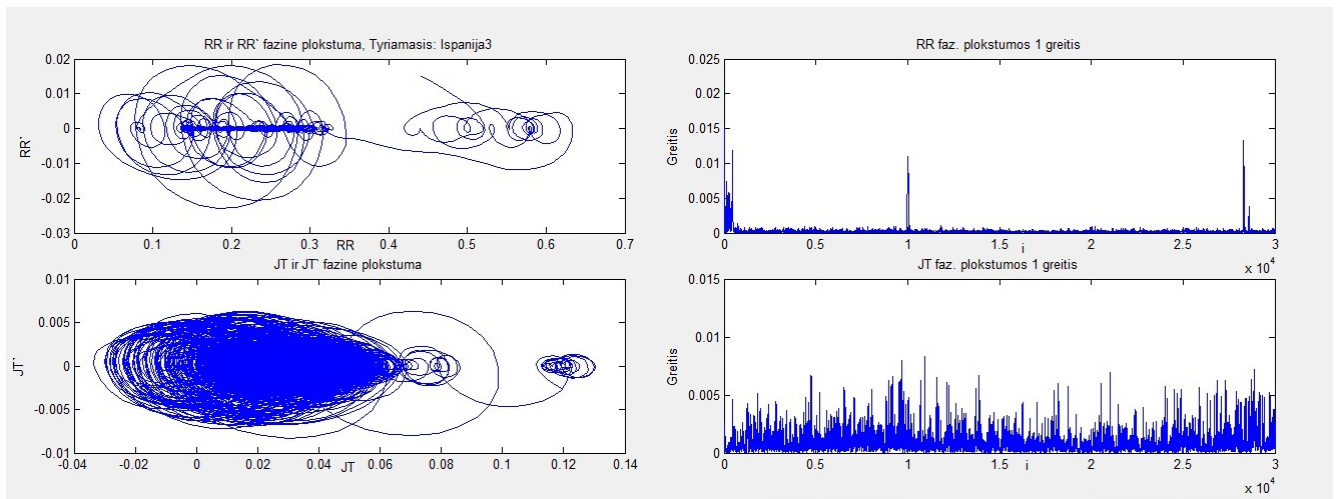 RR ir RR` fazine plokstuma, Tyriamasis: Ispanija3
0.02
0.01
0
-0.01
-0.02
-0.03
RR`
0 0.1 0.2 0.3 0.4 0.5 0.6 0.7
RR
RR faz. plokstumos 1 greitis
0.025
0.02
0.015
0.01
0.005
0
Greitis
0 0.5 1 1.5 2 2.5 3
i
x 10^4
JT ir JT` fazine plokstuma
0.01
0.005
0
-0.005
-0.01
JT`
-0.04 -0.02 0 0.02 0.04 0.06 0.08 0.1 0.12 0.14
JT
JT faz. plokstumos 1 greitis
0.015
0.01
0.005
0
Greitis
0 0.5 1 1.5 2 2.5 3
i
x 10^4